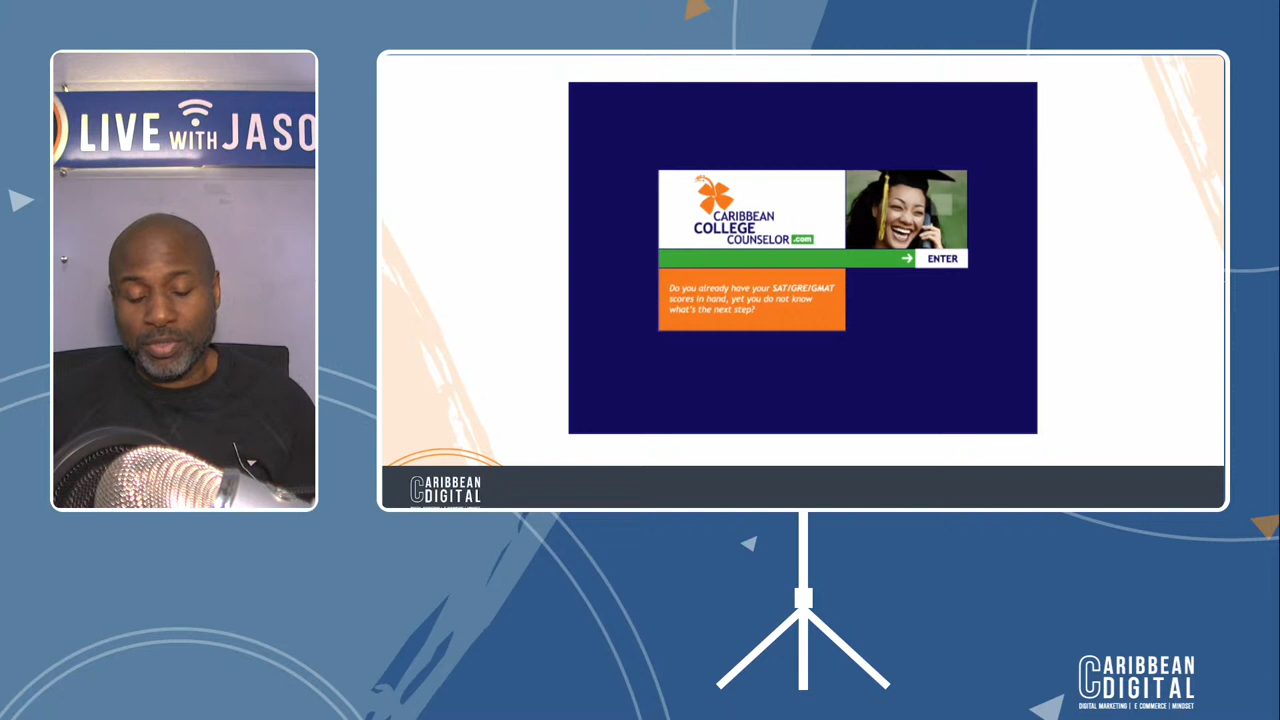 LIVE WITH JASO
CARIBBEAN
COLLEGE
COUNSELOR .com
ENTER
Do you already have your SAT/GRE/GMAT
scores in hand, yet you do not know
what's the next step?
CARIBBEAN
DIGITAL
CARIBBEAN
DIGITAL
DIGITAL MARKETING | E COMMERCE | MINDSET